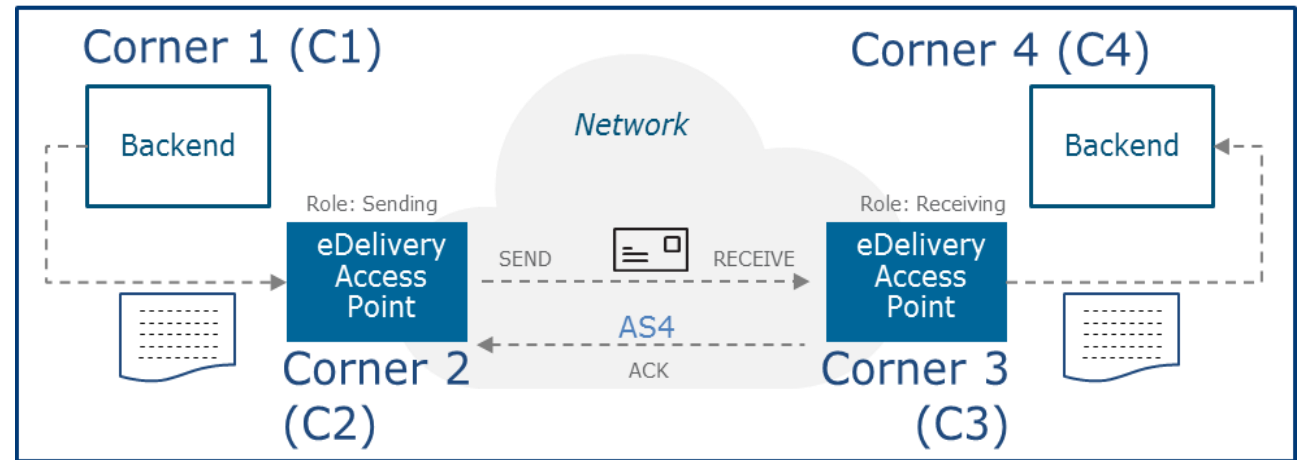 Corner 1 (C1)
Corner 4 (C4)
Backend
Network
Backend
Role: Sending
Role: Receiving
eDelivery
Access
Point
SEND
RECEIVE
eDelivery
Access
Point
AS4
ACK
Corner 2
(C2)
Corner 3
(C3)